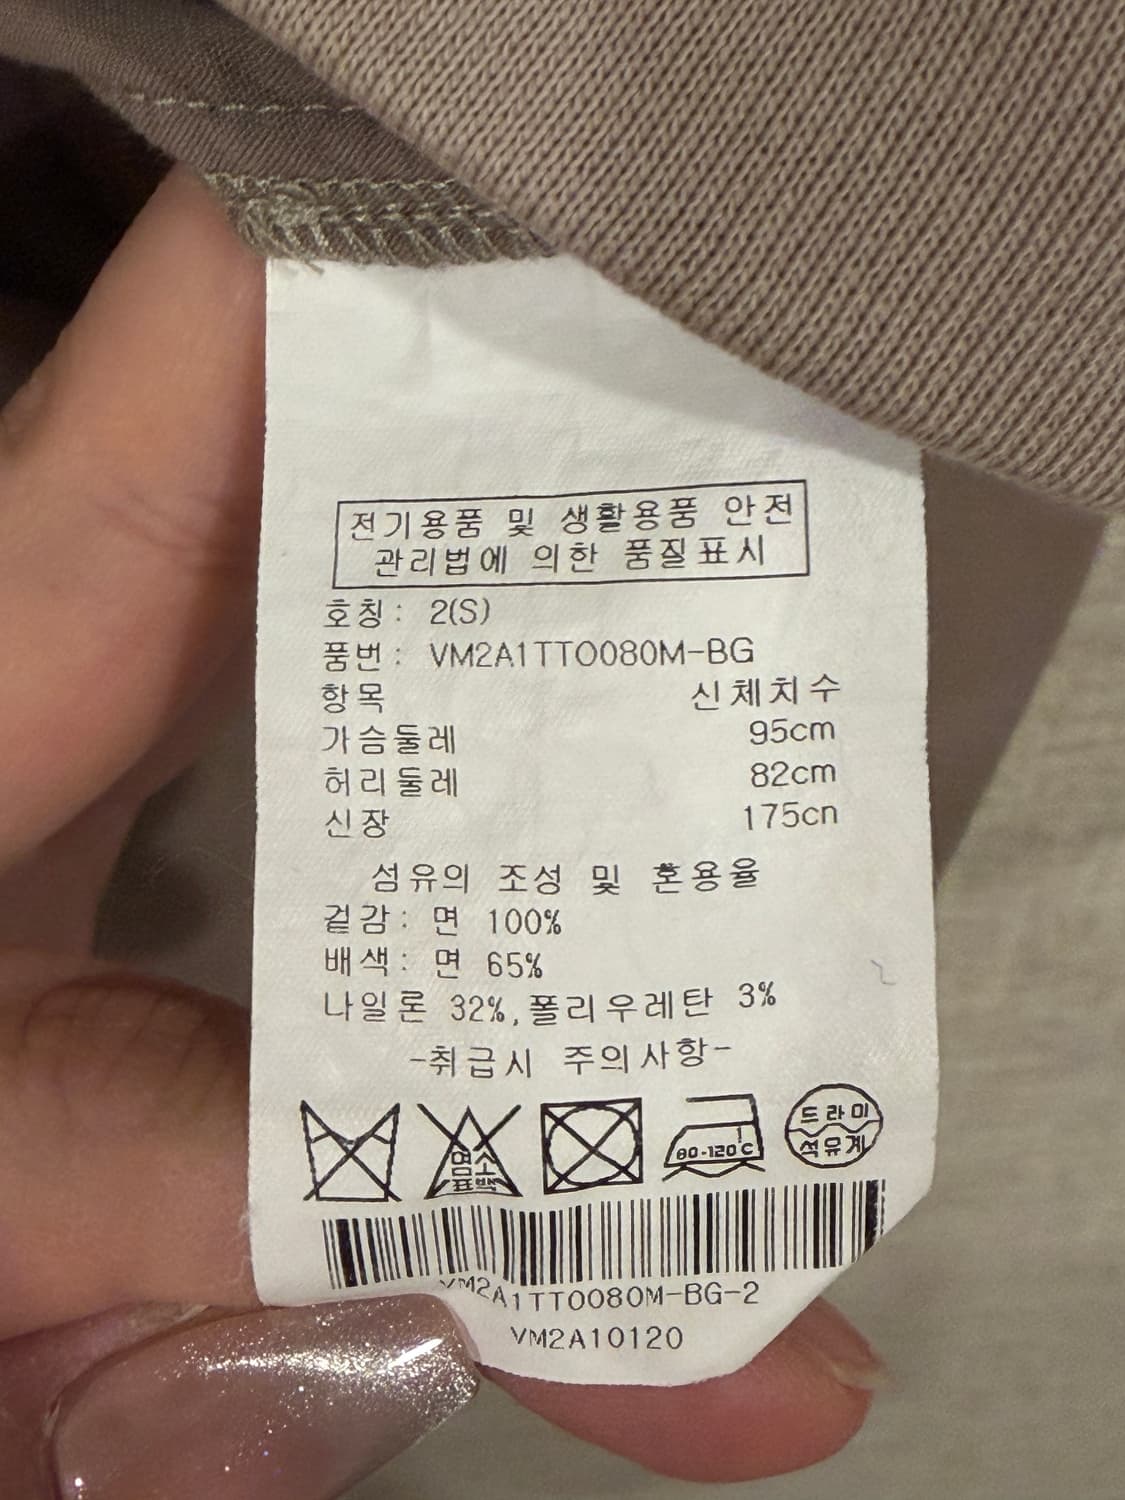 전기용품 및 생활용품 안전
관리법에 의한 품질표시
호칭: 2(S)
품번: VM2A1TTO080M-BG
항목 신체치수
가슴둘레 95cm
허리둘레 82cm
신장 175cm
섬유의 조성 및 혼용율
겉감: 면 100%
배색: 면 65%
나일론 32%,폴리우레탄 3%
-취급시 주의사항-
염소
표백
80-120°C
드라이
석유계
VM2A1TTO080M-BG-2
VM2A10120